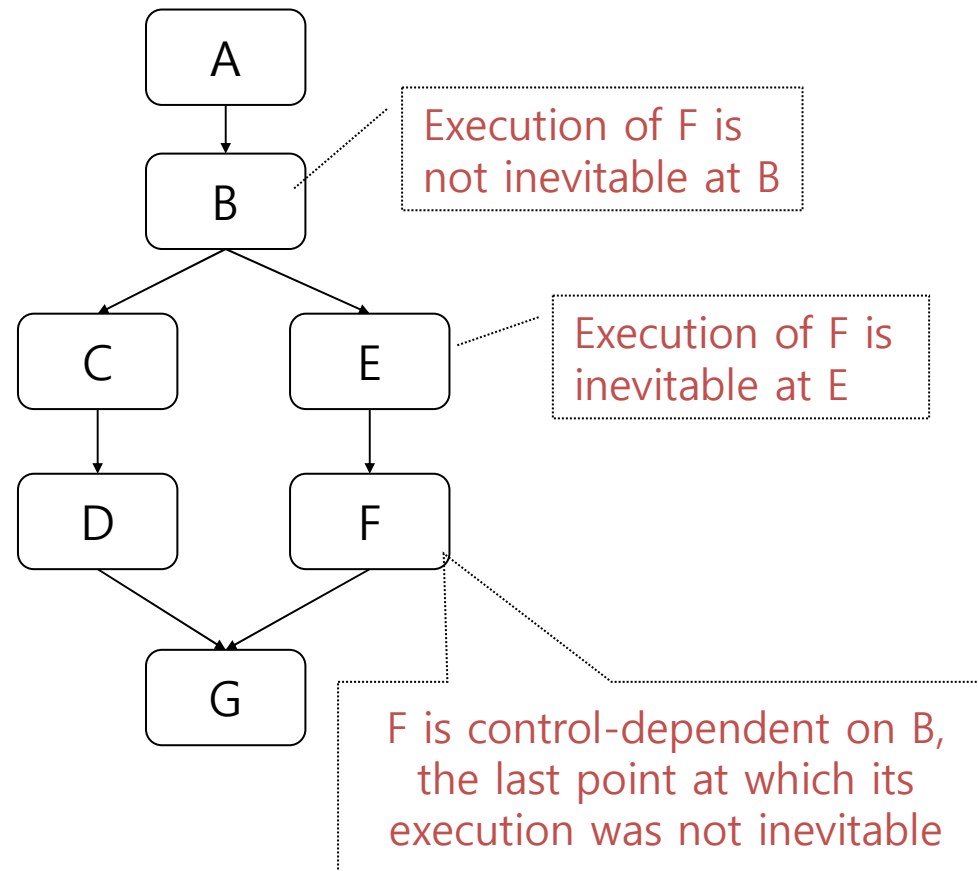 A
Execution of F is
not inevitable at B
B
C
E
Execution of F is
inevitable at E
D
F
G
F is control-dependent on B,
the last point at which its
execution was not inevitable